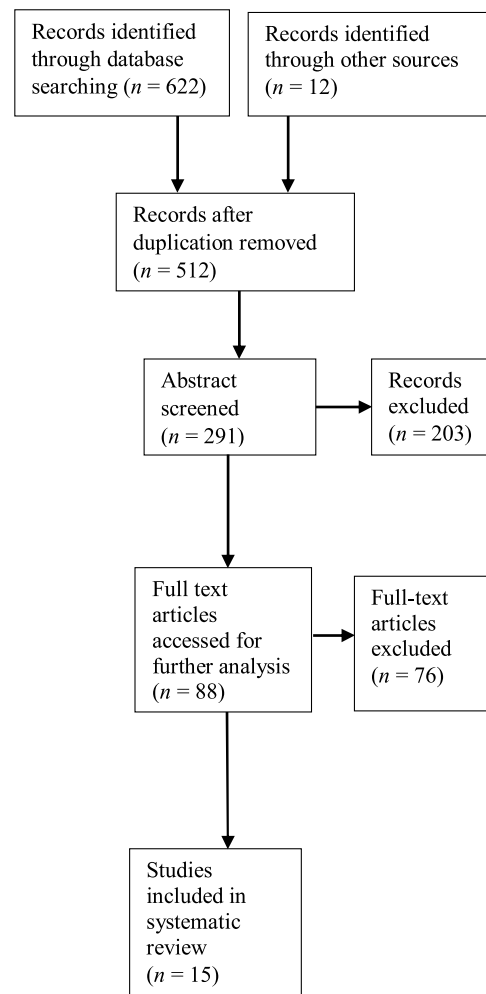 Records identified
through database
searching (n = 622)
Records identified
through other sources
(n = 12)
Records after
duplication removed
(n = 512)
Abstract
screened
(n = 291)
Records
excluded
(n = 203)
Full text
articles
accessed for
further analysis
(n = 88)
Full-text
articles
excluded
(n = 76)
Studies
included in
systematic
review
(n = 15)